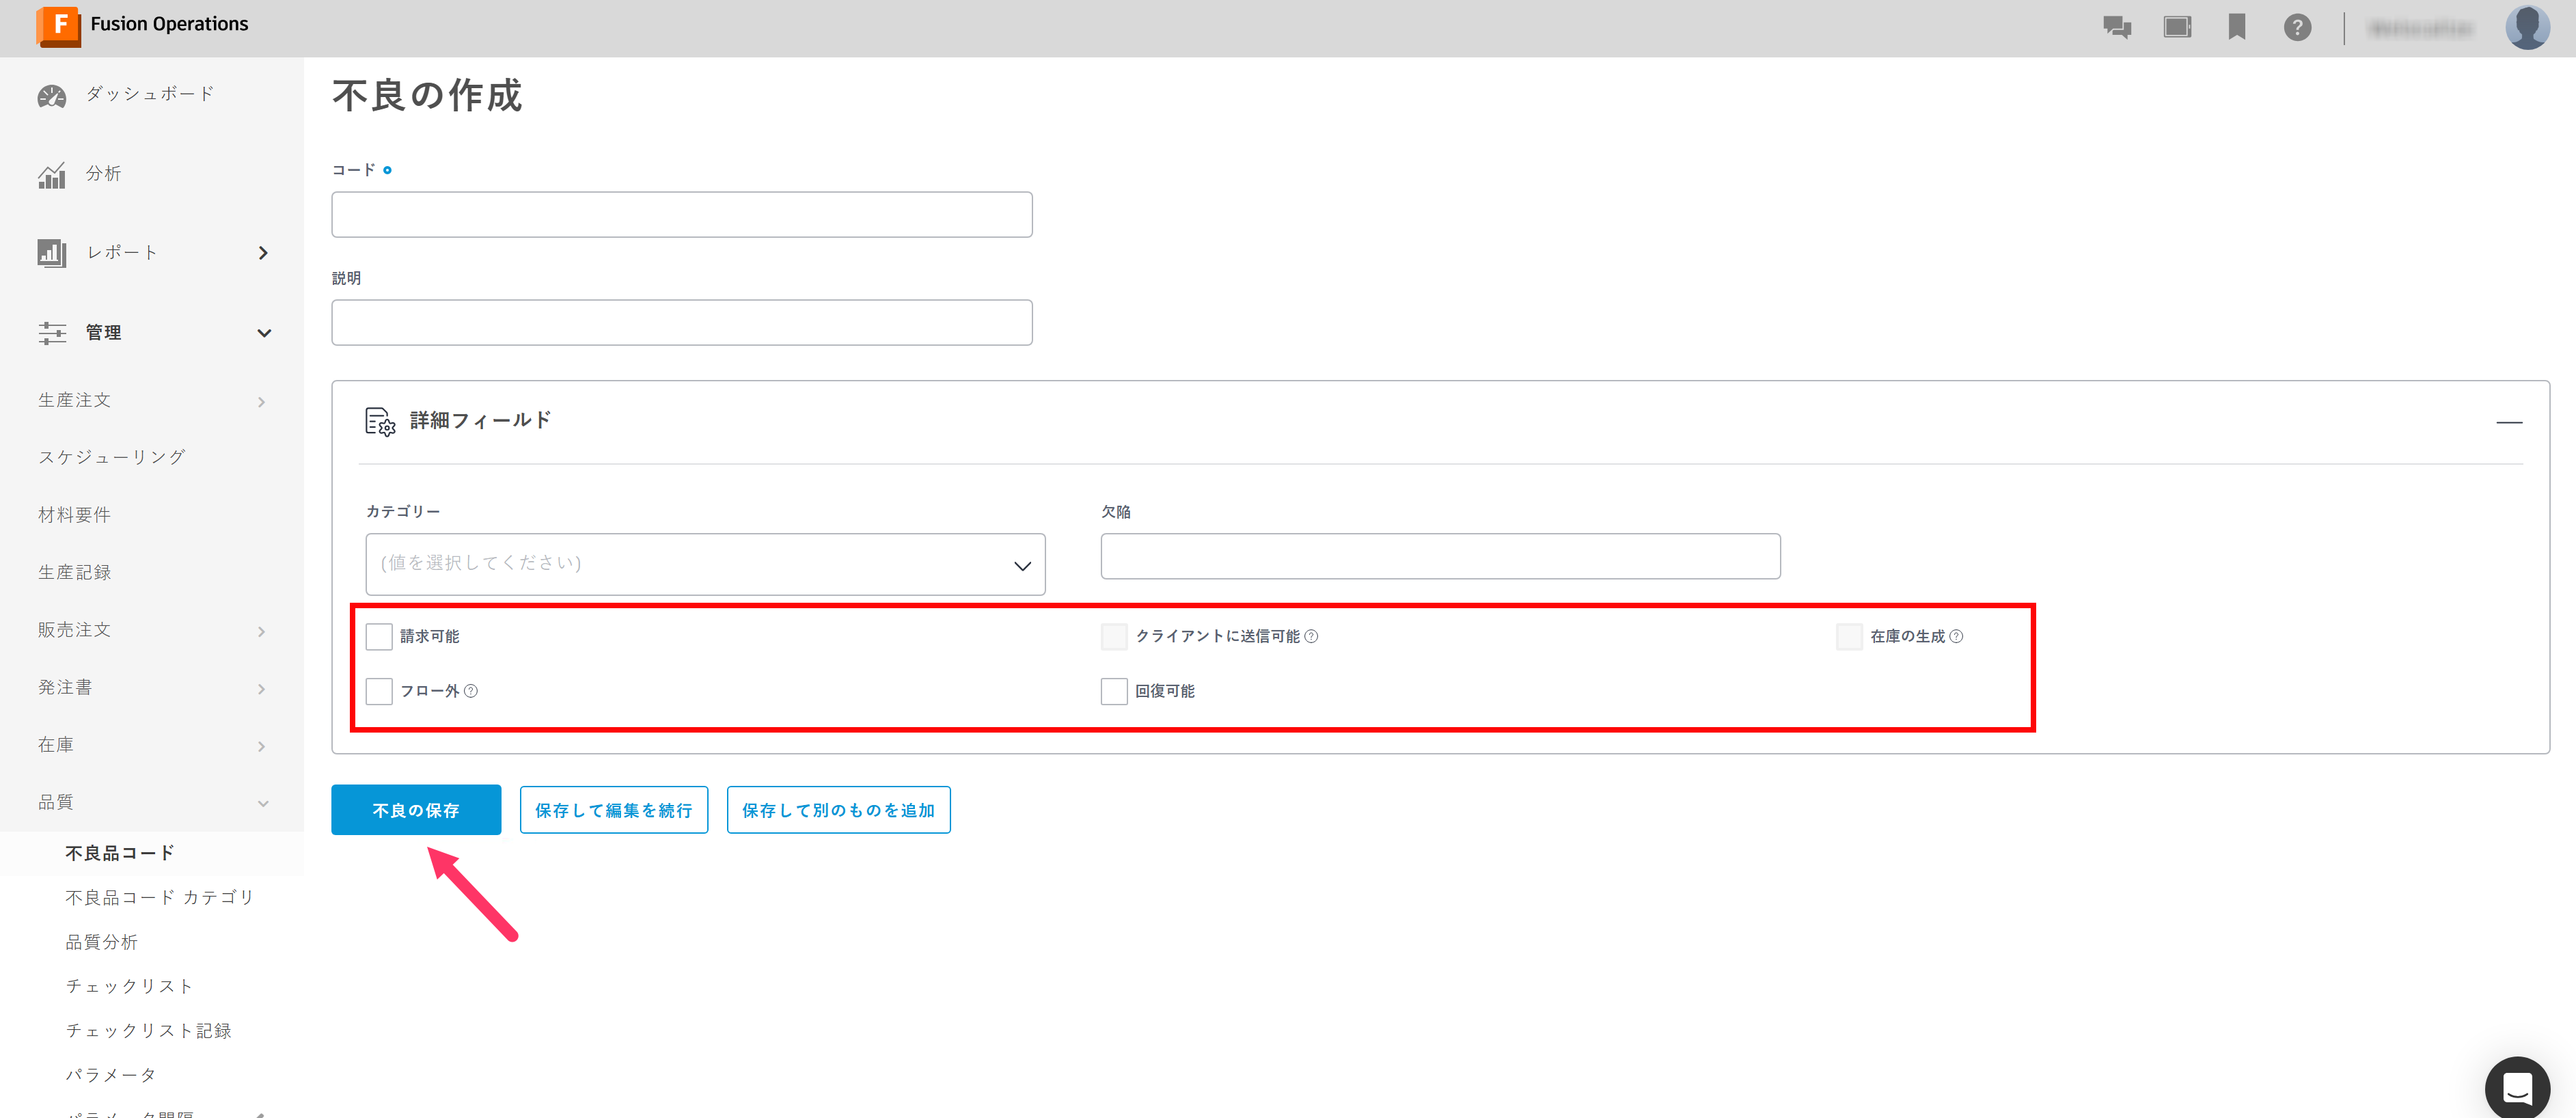 Fusion Operations
ダッシュボード
分析
レポート
管理
生産注文
スケジューリング
材料要件
生産記録
販売注文
発注書
在庫
品質
不良品コード
不良品コード カテゴリ
品質分析
チェックリスト
チェックリスト記録
パラメータ
パラメータ間隔
不良の作成
コード
説明
詳細フィールド
カテゴリー
(値を選択してください)
欠陥
請求可能
クライアントに送信可能
在庫の生成
フロー外
回復可能
不良の保存
保存して編集を続行
保存して別のものを追加